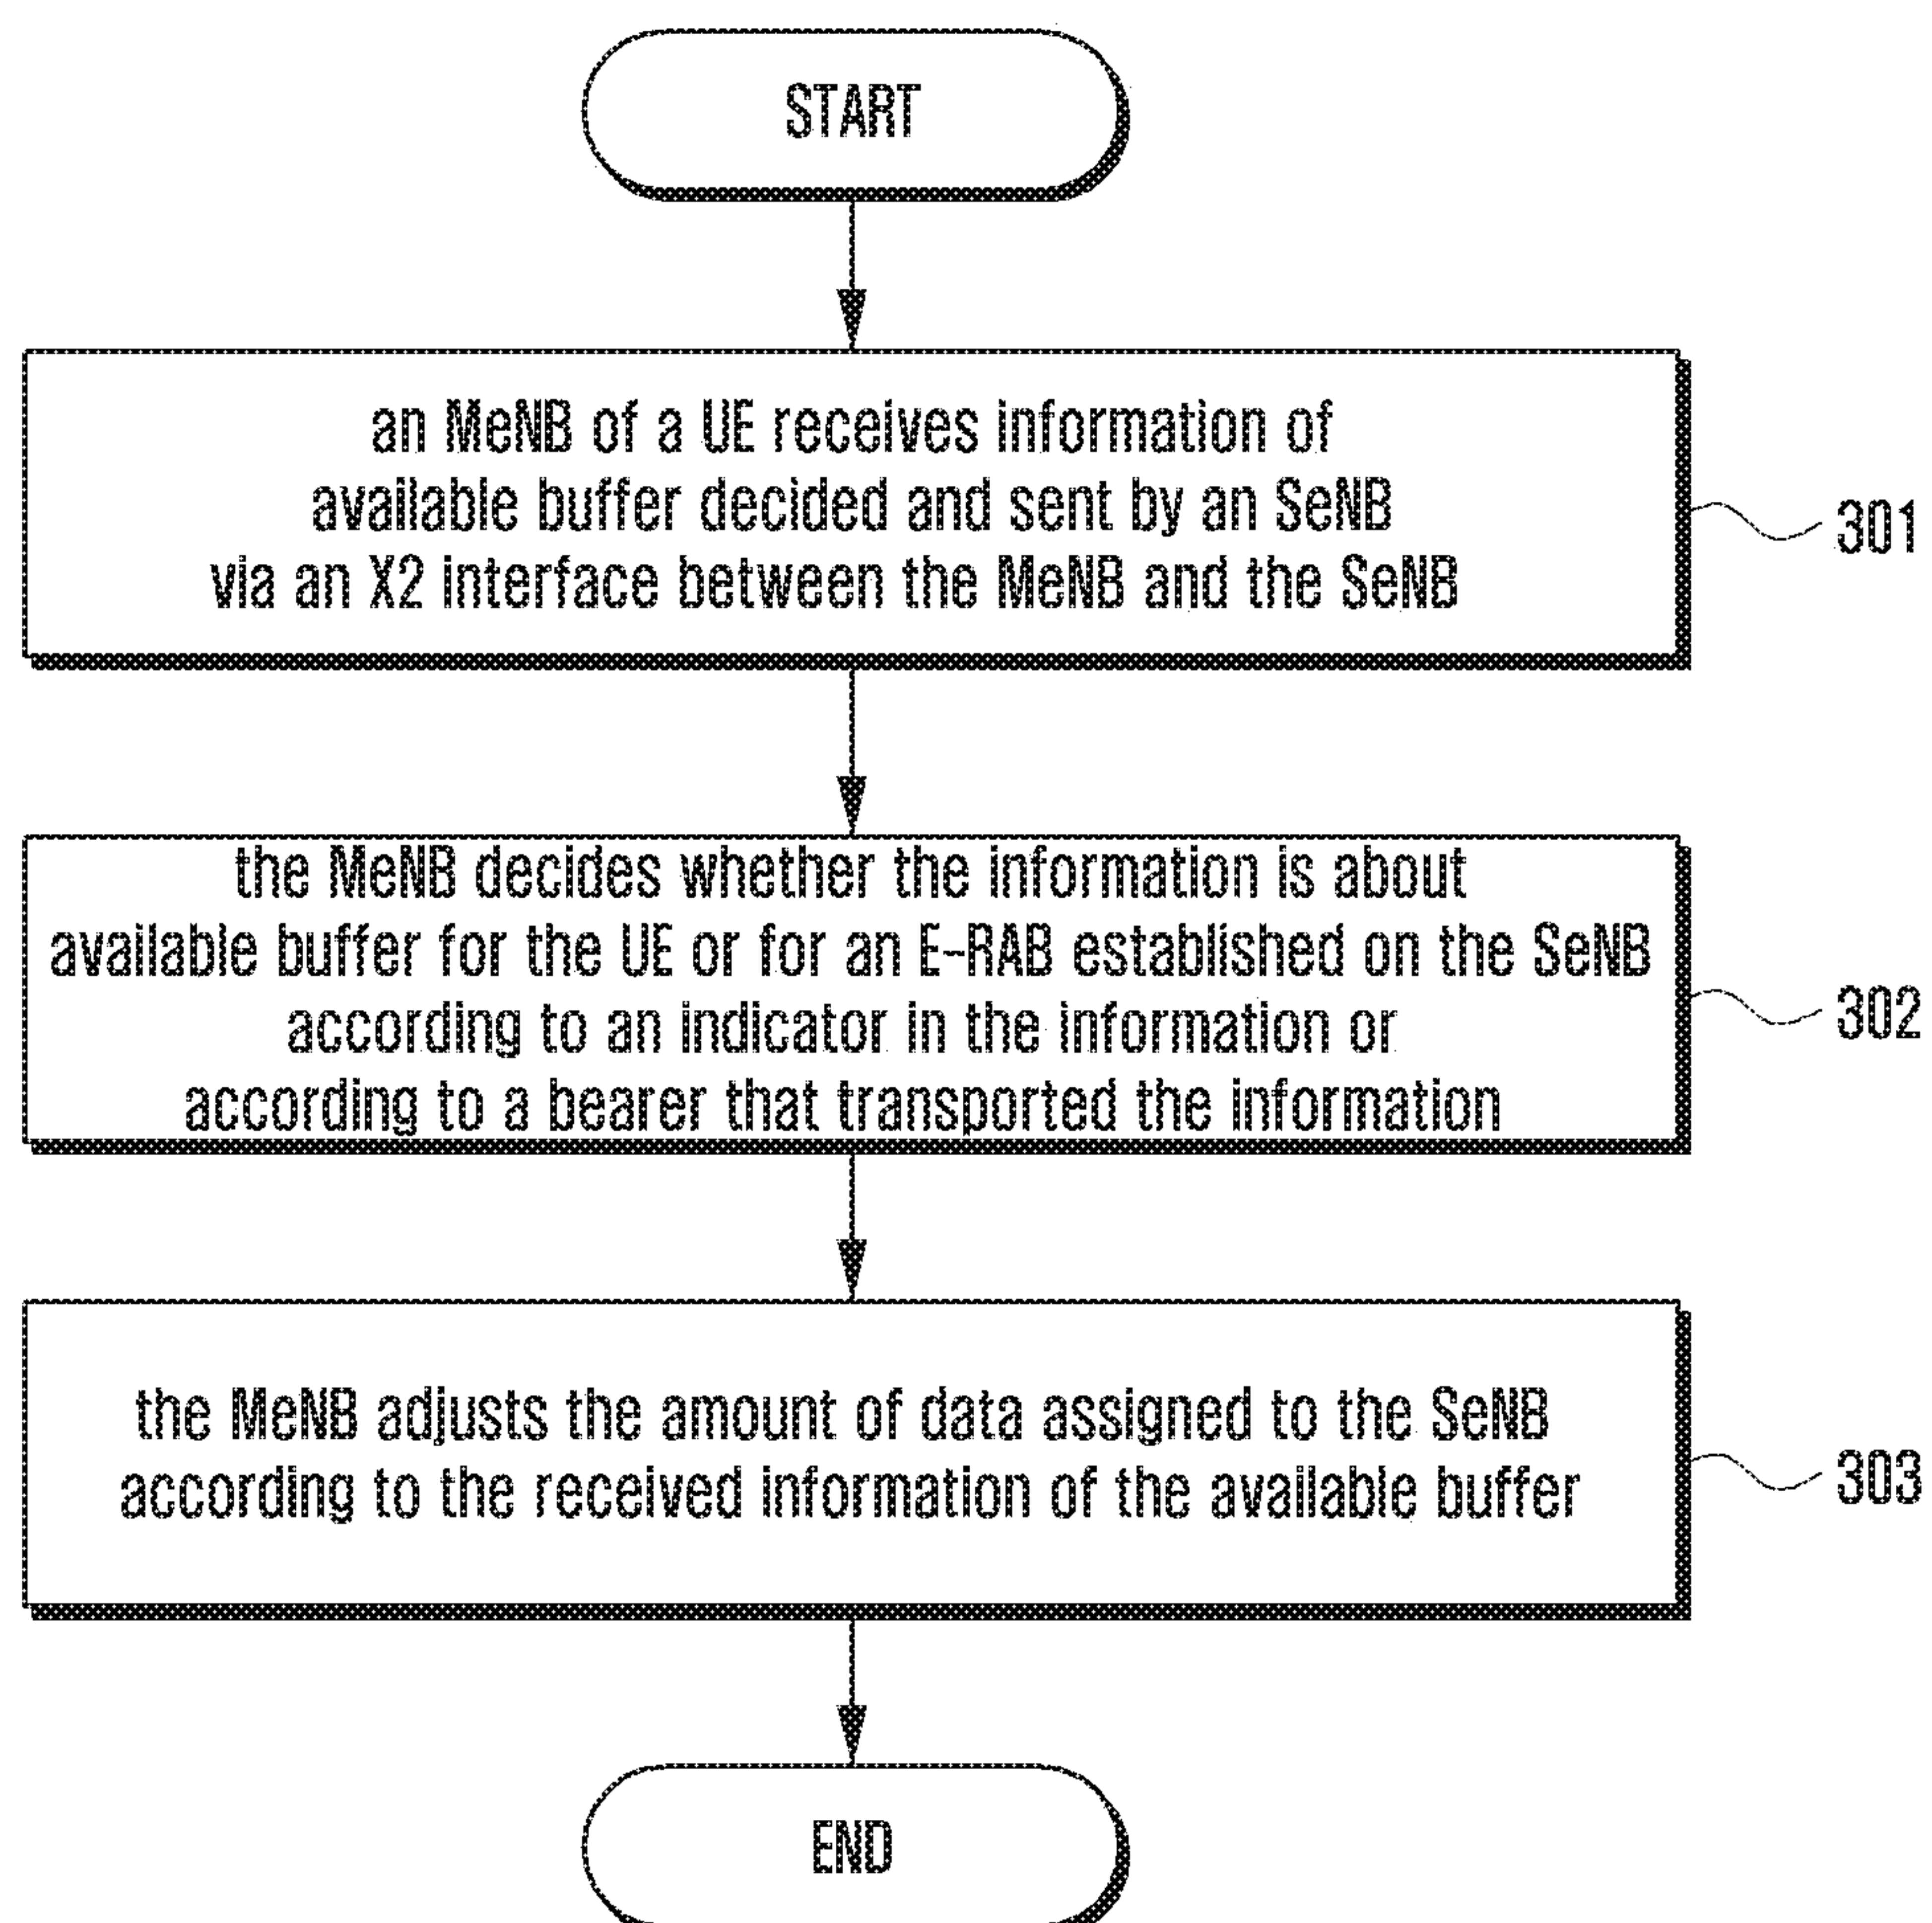 START
an MeNB of a UE receives information of
available buffer decided and sent by an SeNB
via an X2 interface between the MeNB and the SeNB
301
the MeNB decides whether the information is about
available buffer for the UE or for an E-RAB established on the SeNB
according to an indicator in the information or
according to a bearer that transported the information
302
the MeNB adjusts the amount of data assigned to the SeNB
according to the received information of the available buffer
303
END